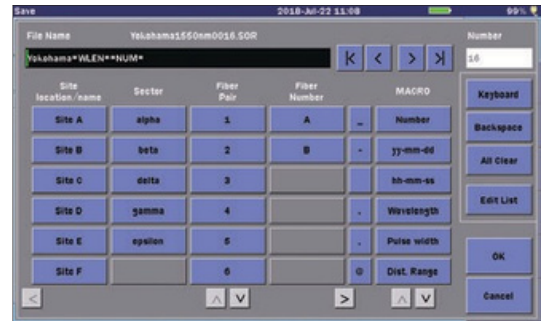 Save 2018-Jul-22 11:08 99%
File Name Yokohama1550nm0016.SOR Number
Yokohama*WLEN**NUM* |< < > >| 16
Site location/name Sector Fiber Pair Fiber Number MACRO
Keyboard
Site A alpha 1 A _ Number
Backspace
Site B beta 2 B - yy-mm-dd
All Clear
Site C delta 3 hh-mm-ss
Edit List
Site D gamma 4 , Wavelength
Site E epsilon 5 . Pulse width
OK
Site F 6 @ Dist. Range
< ∧ ∨ > ∧ ∨ Cancel